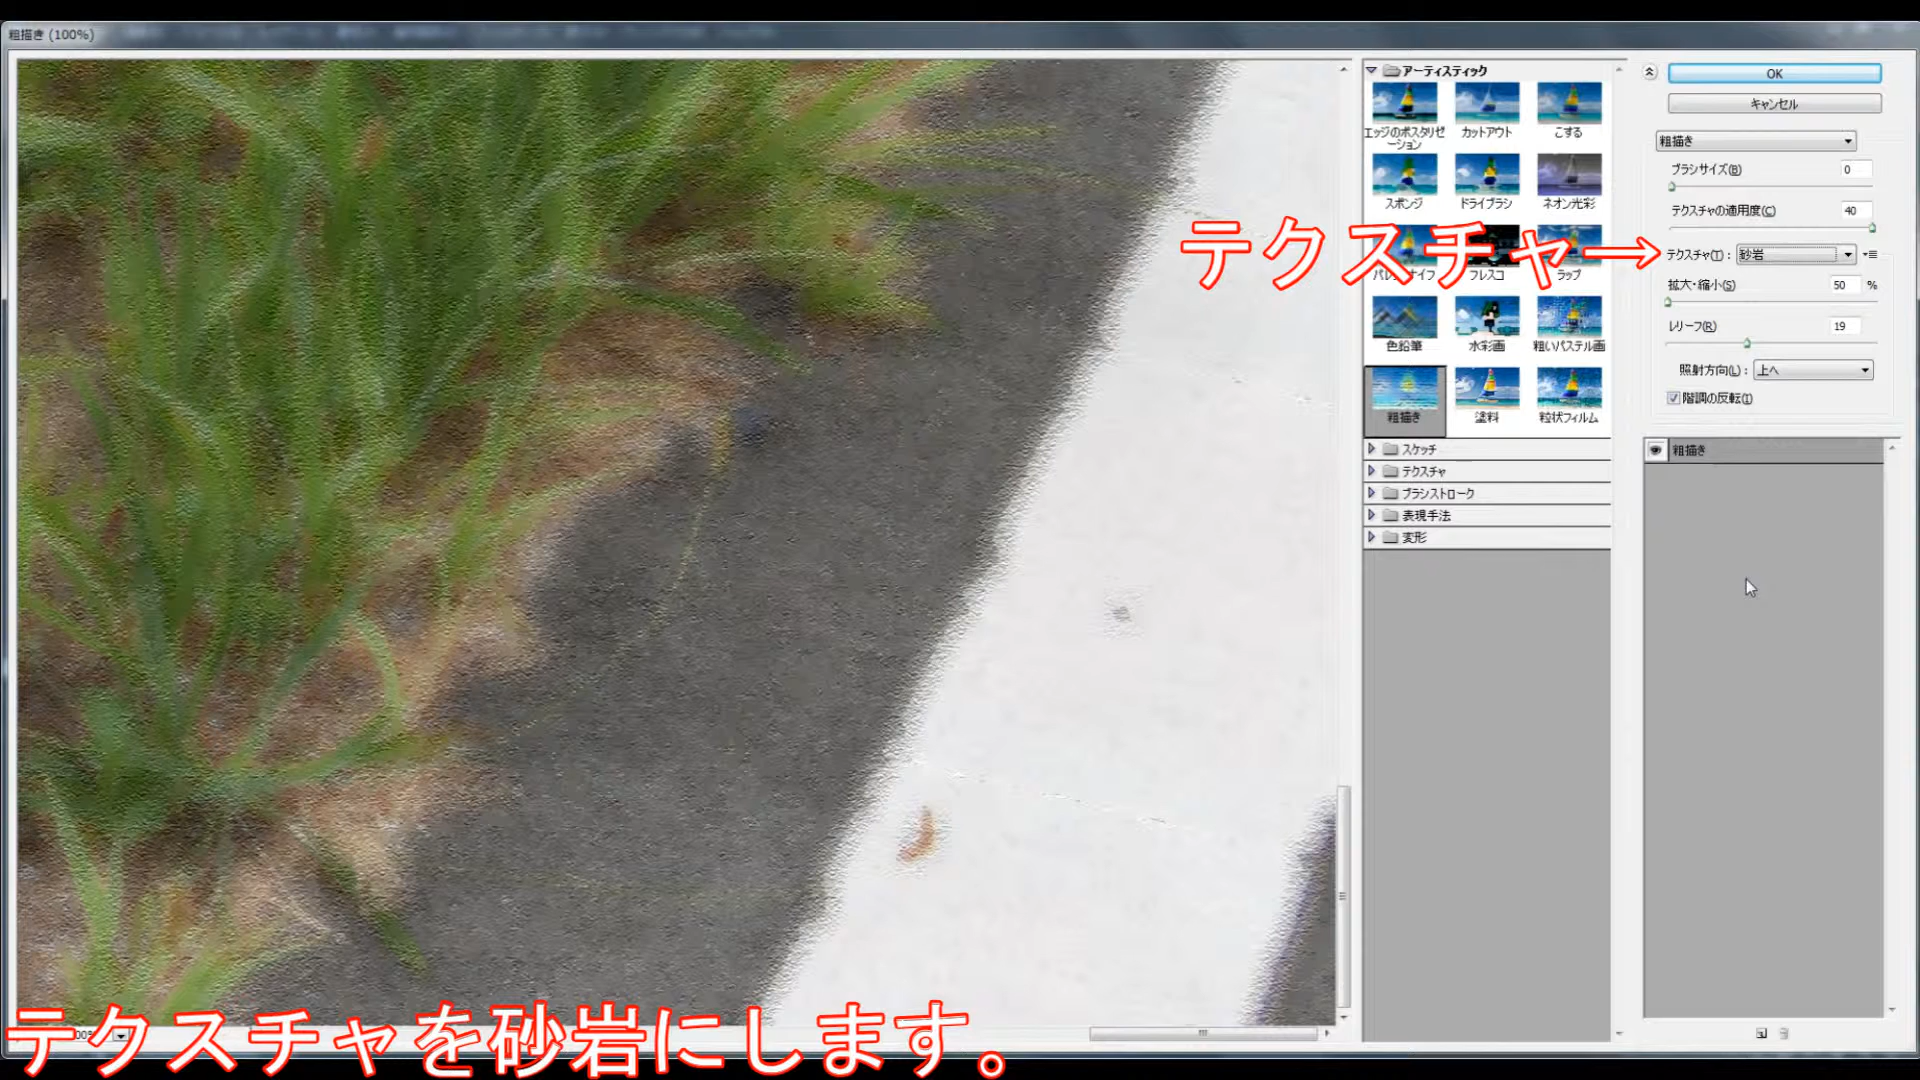 粗描き (100%)
アーティスティック
エッジのポスタリゼーション
カットアウト
こする
スポンジ
ドライブラシ
ネオン光彩
フレスコ
ラップ
色鉛筆
水彩画
粗いパステル画
粗描き
塗料
粒状フィルム
スケッチ
テクスチャ
ブラシストローク
表現手法
変形
OK
キャンセル
粗描き
ブラシサイズ(B) 0
テクスチャの適用度(C) 40
テクスチャ→
テクスチャ(T) : 砂岩
拡大・縮小(S) 50 %
レリーフ(R) 19
照射方向(L) : 上へ
階調の反転(I)
粗描き
テクスチャを砂岩にします。